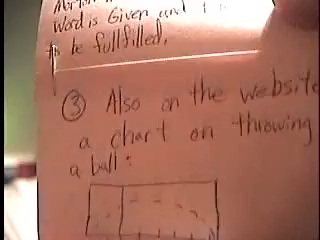 Word is Given and
to be fullfilled.
③ Also on the website
a chart on throwing
a ball: